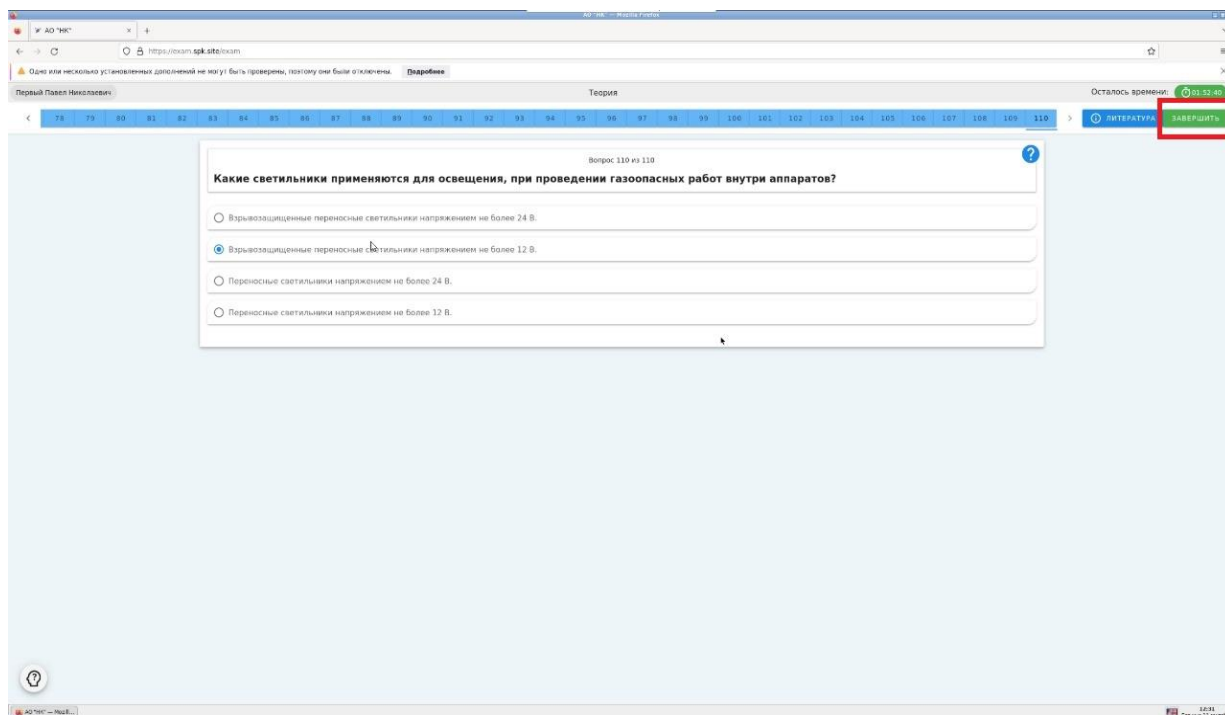 АО "НК" — Mozilla Firefox
АО "НК"
https://exam.spk.site/exam
Одно или несколько установленных дополнений не могут быть проверены, поэтому они были отключены. Подробнее
Первый Павел Николаевич Теория Осталось времени: 01:52:40
78 79 80 81 82 83 84 85 86 87 88 89 90 91 92 93 94 95 96 97 98 99 100 101 102 103 104 105 106 107 108 109 110 ЛИТЕРАТУРА ЗАВЕРШИТЬ
Вопрос 110 из 110
Какие светильники применяются для освещения, при проведении газоопасных работ внутри аппаратов?
Взрывозащищенные переносные светильники напряжением не более 24 В.
Взрывозащищенные переносные светильники напряжением не более 12 В.
Переносные светильники напряжением не более 24 В.
Переносные светильники напряжением не более 12 В.
АО "НК" — Mozill...